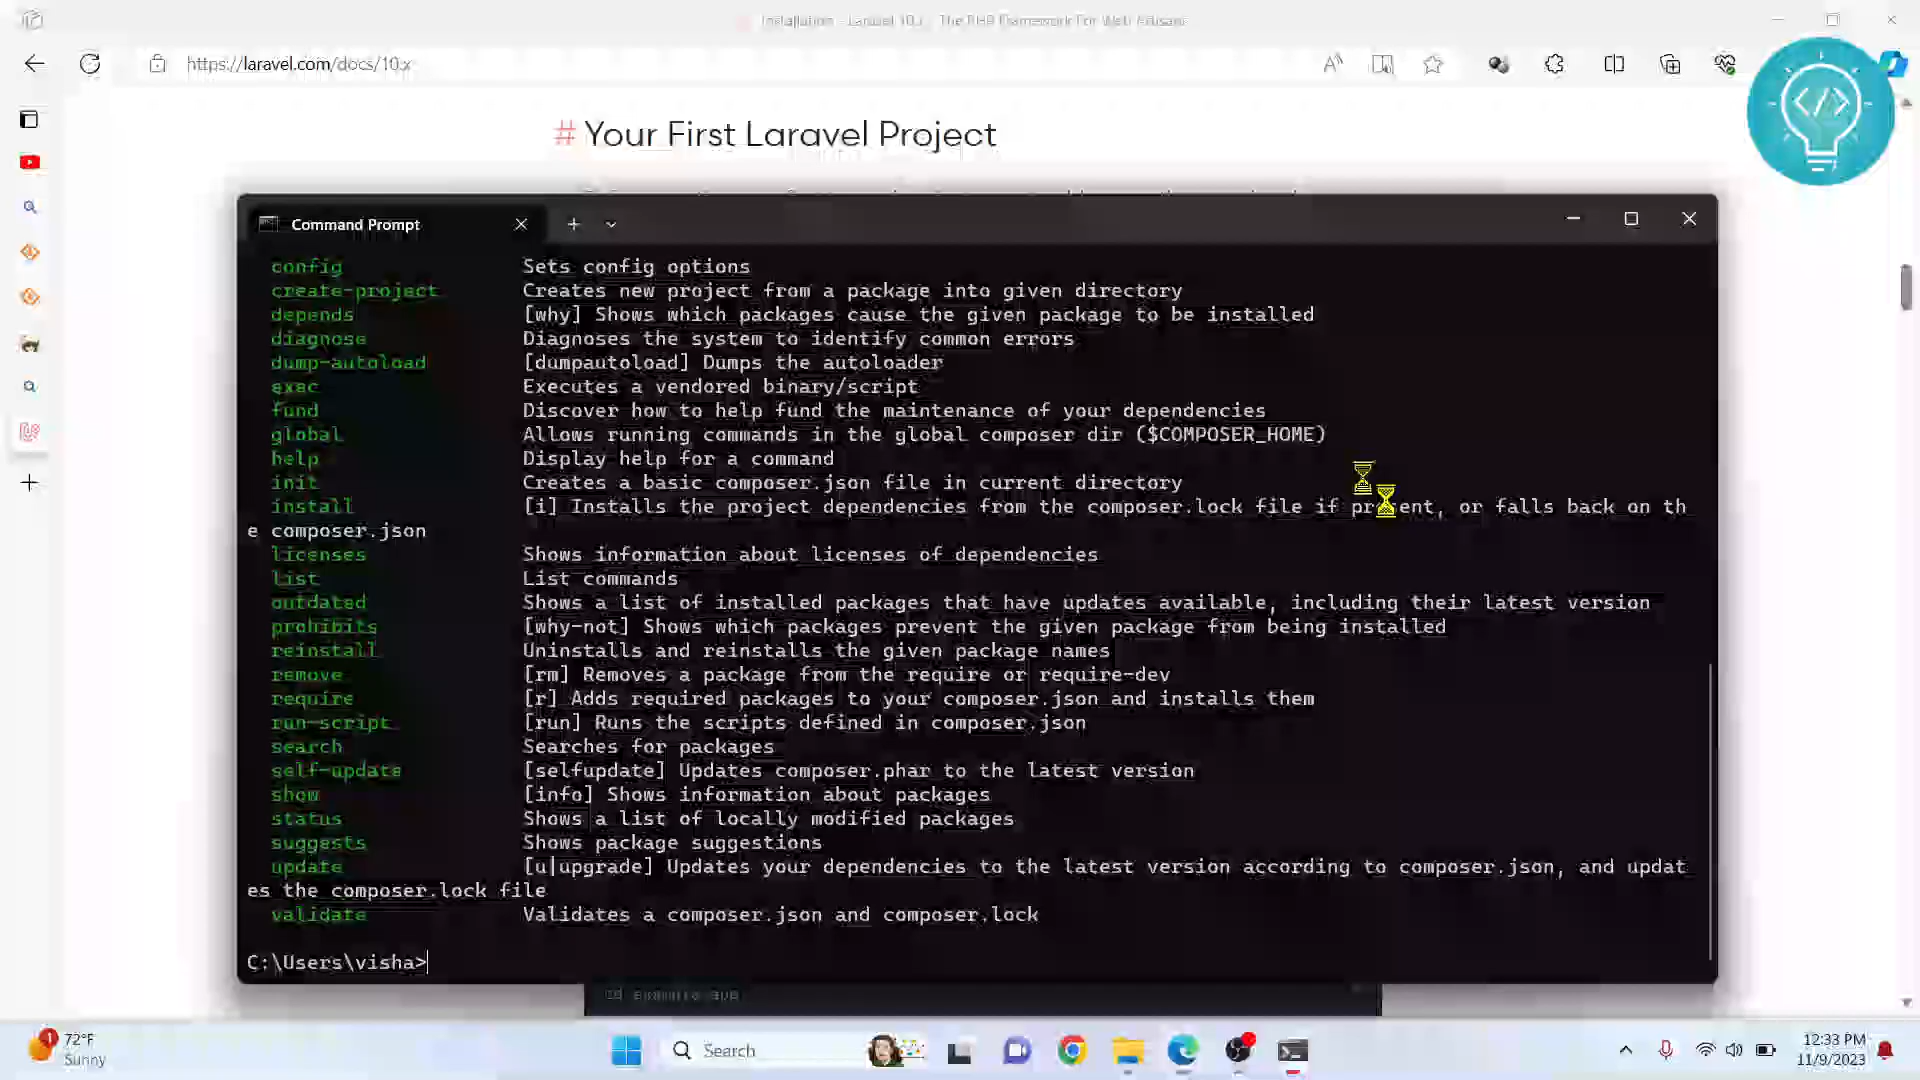 Installation - Laravel 10.x - The PHP Framework For Web Artisans
https://laravel.com/docs/10.x
# Your First Laravel Project
Command Prompt
config Sets config options
create-project Creates new project from a package into given directory
depends [why] Shows which packages cause the given package to be installed
diagnose Diagnoses the system to identify common errors
dump-autoload [dumpautoload] Dumps the autoloader
exec Executes a vendored binary/script
fund Discover how to help fund the maintenance of your dependencies
global Allows running commands in the global composer dir ($COMPOSER_HOME)
help Display help for a command
init Creates a basic composer.json file in current directory
install [i] Installs the project dependencies from the composer.lock file if present, or falls back on th
e composer.json
licenses Shows information about licenses of dependencies
list List commands
outdated Shows a list of installed packages that have updates available, including their latest version
prohibits [why-not] Shows which packages prevent the given package from being installed
reinstall Uninstalls and reinstalls the given package names
remove [rm] Removes a package from the require or require-dev
require [r] Adds required packages to your composer.json and installs them
run-script [run] Runs the scripts defined in composer.json
search Searches for packages
self-update [selfupdate] Updates composer.phar to the latest version
show [info] Shows information about packages
status Shows a list of locally modified packages
suggests Shows package suggestions
update [u|upgrade] Updates your dependencies to the latest version according to composer.json, and updat
es the composer.lock file
validate Validates a composer.json and composer.lock
C:\Users\visha>
cd example-app
1
72°F
Sunny
Search
12:33 PM
11/9/2023